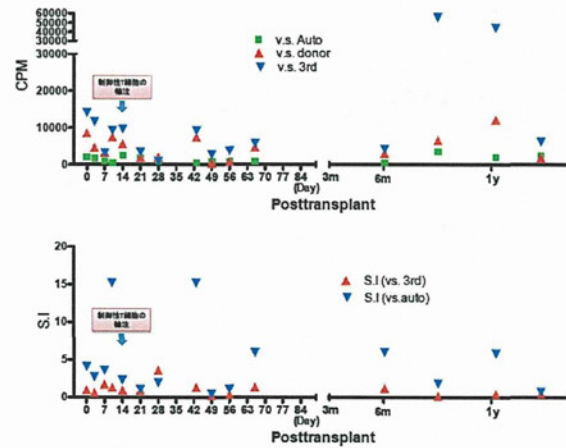 60000
50000
40000
30000
20000
10000
0
CPM
v.s. Auto
v.s. donor
v.s. 3rd
制御性T細胞の
輸注
0 7 14 21 28 35 42 49 56 63 70 77 84 3m 6m 1y
(Day)
Posttransplant
20
15
10
5
0
S.I
S.I (vs. 3rd)
S.I (vs.auto)
制御性T細胞の
輸注
0 7 14 21 28 35 42 49 56 63 70 77 84 3m 6m 1y
(Day)
Posttransplant